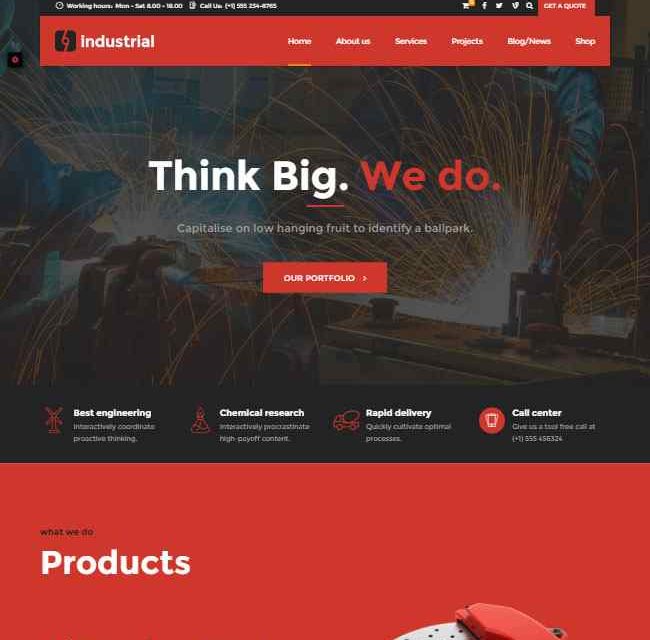 Working hours: Mon - Sat 8.00 - 18.00 Call Us: (+1) 555 234-8765 GET A QUOTE
industrial Home About us Services Projects Blog/News Shop
Think Big. We do.
Capitalise on low hanging fruit to identify a ballpark.
OUR PORTFOLIO >
Best engineering
Interactively coordinate
proactive thinking.
Chemical research
Interactively procrastinate
high-payoff content.
Rapid delivery
Quickly cultivate optimal
processes.
Call center
Give us a tool free call at
(+1) 555 456324
what we do
Products